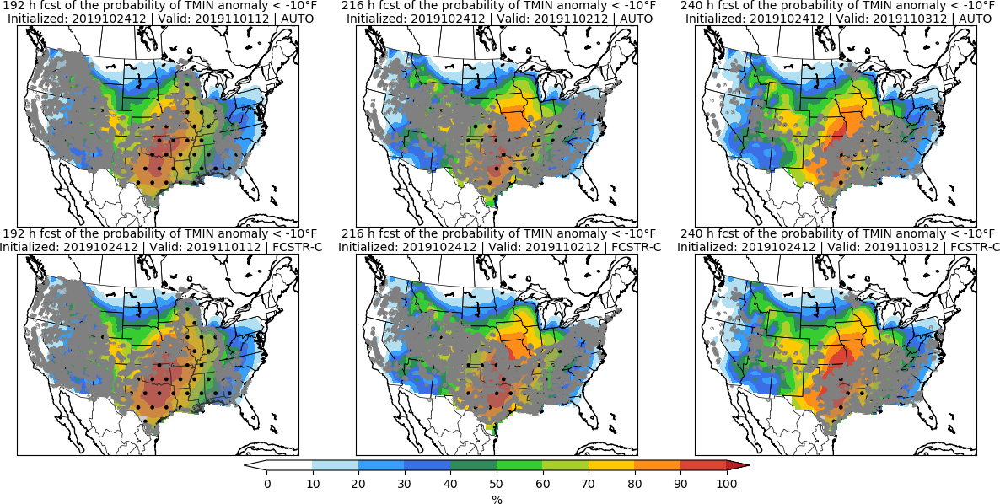 192 h fcst of the probability of TMIN anomaly < -10°F
Initialized: 2019102412 | Valid: 2019110112 | AUTO
216 h fcst of the probability of TMIN anomaly < -10°F
Initialized: 2019102412 | Valid: 2019110212 | AUTO
240 h fcst of the probability of TMIN anomaly < -10°F
Initialized: 2019102412 | Valid: 2019110312 | AUTO
192 h fcst of the probability of TMIN anomaly < -10°F
Initialized: 2019102412 | Valid: 2019110112 | FCSTR-C
216 h fcst of the probability of TMIN anomaly < -10°F
Initialized: 2019102412 | Valid: 2019110212 | FCSTR-C
240 h fcst of the probability of TMIN anomaly < -10°F
Initialized: 2019102412 | Valid: 2019110312 | FCSTR-C
0 10 20 30 40 50 60 70 80 90 100
%